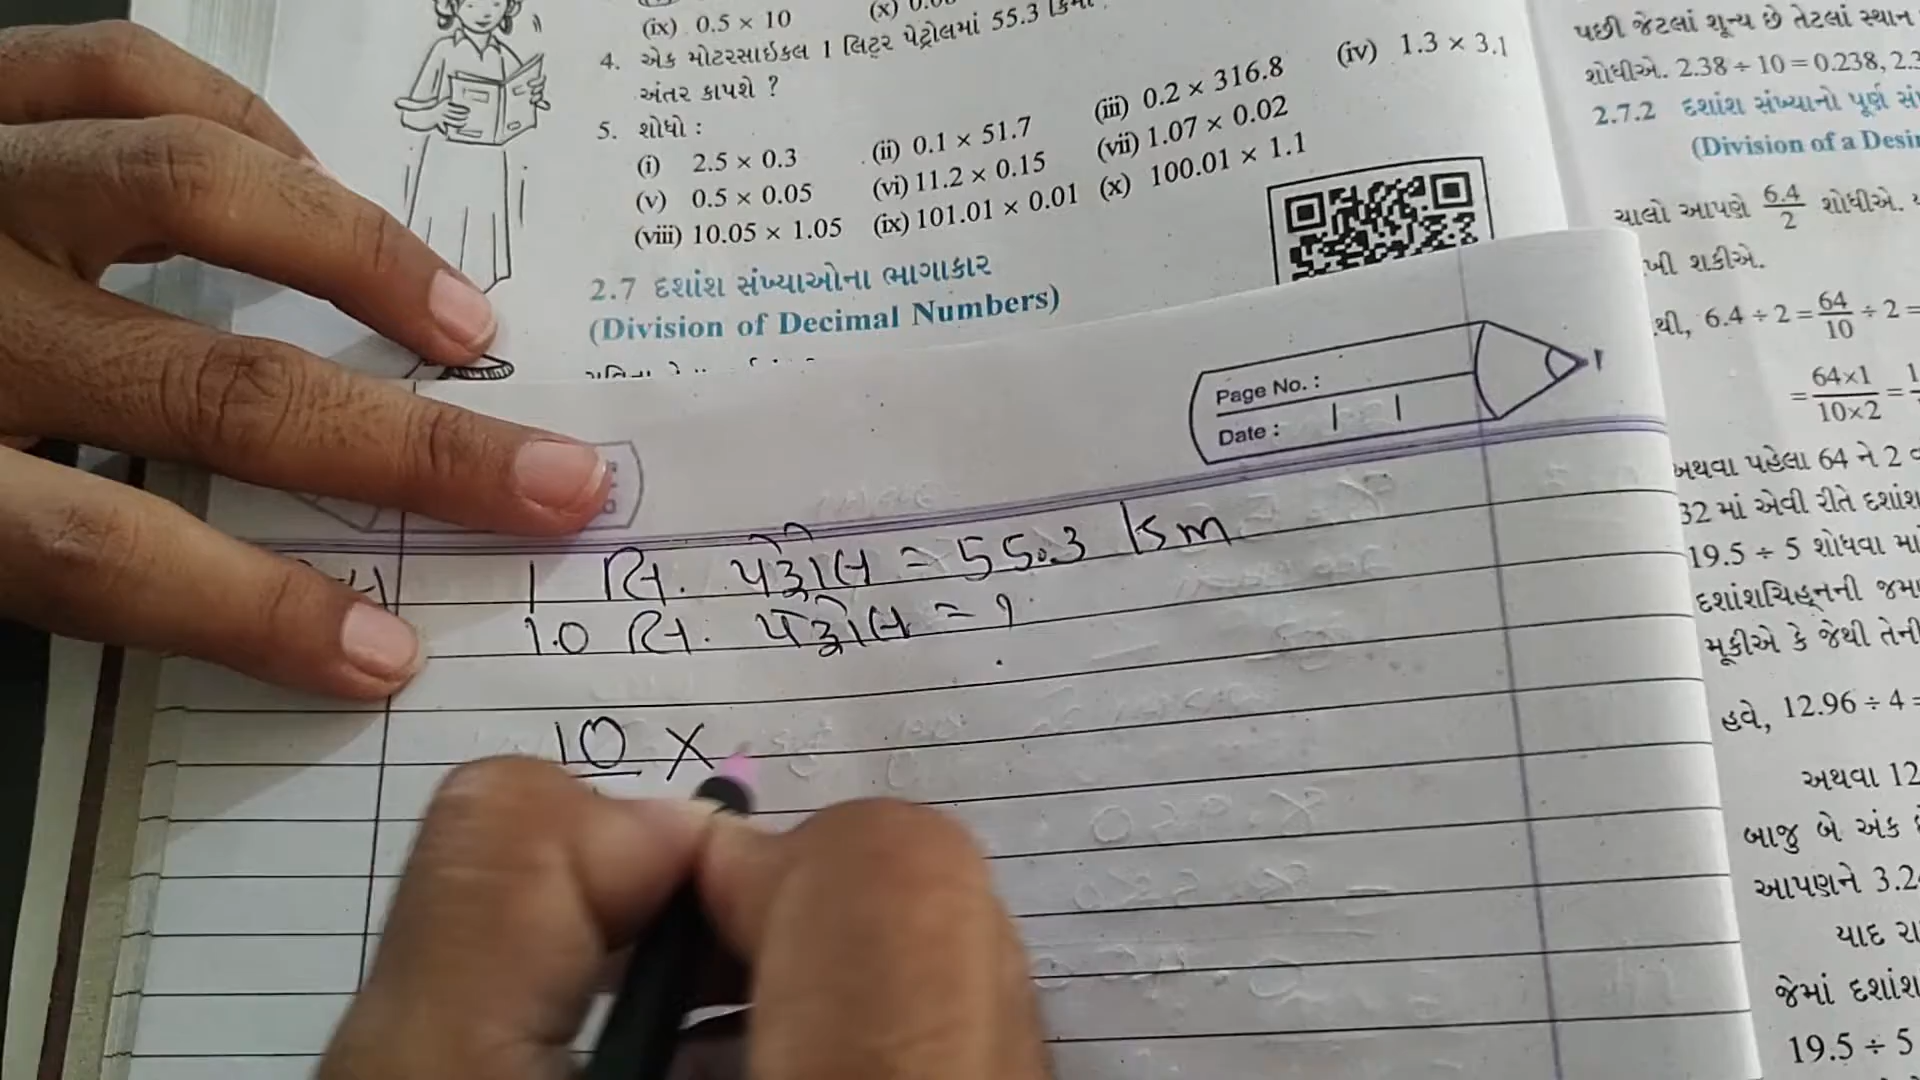 (ix) 0.5 × 10
(x)
4. એક મોટરસાઇકલ 1 લિટર પેટ્રોલમાં 55.3
અંતર કાપશે ?
5. શોધો :
(i) 2.5 × 0.3 (ii) 0.1 × 51.7 (iii) 0.2 × 316.8 (iv) 1.3 × 3.1
(v) 0.5 × 0.05 (vi) 11.2 × 0.15 (vii) 1.07 × 0.02
(viii) 10.05 × 1.05 (ix) 101.01 × 0.01 (x) 100.01 × 1.1
2.7 દશાંશ સંખ્યાઓના ભાગાકાર
(Division of Decimal Numbers)
Page No. :
Date :
1 લિ. પેટ્રોલ = 55.3 km
10 લિ. પેટ્રોલ = ?
10 ×
પછી જેટલાં શૂન્ય છે તેટલાં સ્થાન
શોધીએ. 2.38 ÷ 10 = 0.238,
2.7.2 દશાંશ સંખ્યાનો પૂર્ણ
(Division of a
ચાલો આપણે 6.4/2 શોધીએ.
શકીએ.
6.4 ÷ 2 = 64/10 ÷ 2 =
= 64×1/10×2 =
અથવા પહેલા 64 ને 2
32 માં એવી રીતે
19.5 ÷ 5 શોધવા
દશાંશચિહ્નની
મૂકીએ કે જેથી તેની
હવે, 12.96 ÷ 4 =
અથવા 12
બાજુ બે અંક
આપણને
યાદ
જેમાં દશાંશ
19.5 ÷ 5